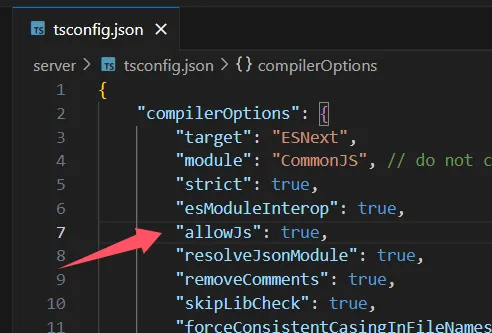 TS tsconfig.json ×
server > TS tsconfig.json > {} compilerOptions
1 {
2 "compilerOptions": {
3 "target": "ESNext",
4 "module": "CommonJS", // do not c
5 "strict": true,
6 "esModuleInterop": true,
7 "allowJs": true,
8 "resolveJsonModule": true,
9 "removeComments": true,
10 "skipLibCheck": true,
11 "forceConsistentCasingInFileNames